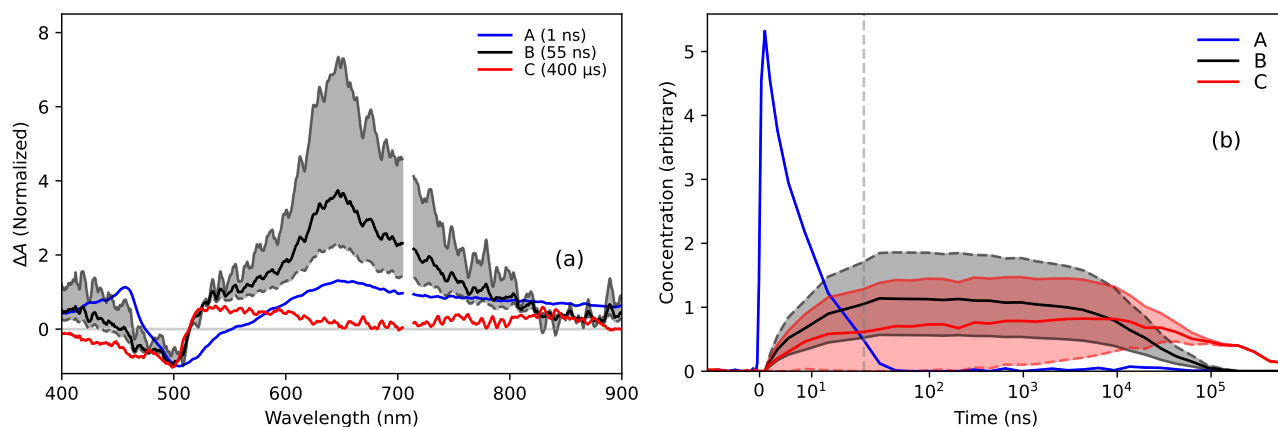 8
6
4
2
0
ΔA (Normalized)
A (1 ns)
B (55 ns)
C (400 μs)
(a)
400 500 600 700 800 900
Wavelength (nm)
5
4
3
2
1
0
Concentration (arbitrary)
A
B
C
(b)
0 10¹ 10² 10³ 10⁴ 10⁵
Time (ns)